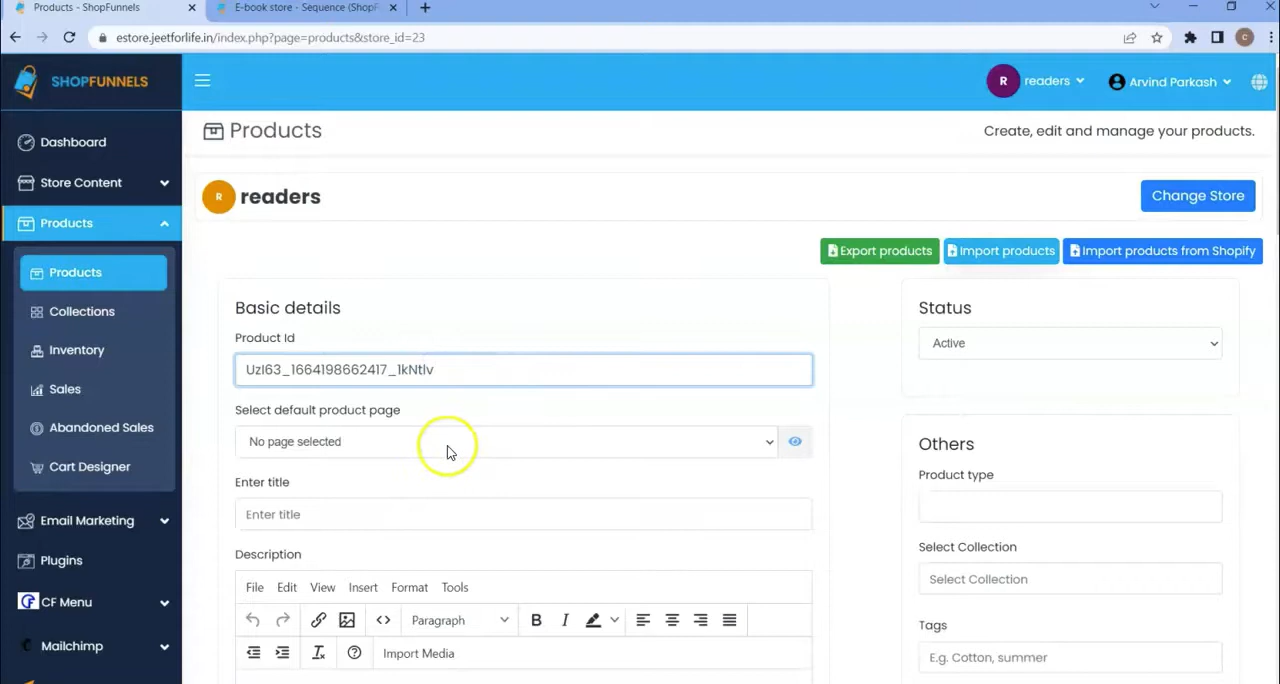 Products - ShopFunnels
E-book store - Sequence (ShopF
estore.jeetforlife.in/index.php?page=products&store_id=23
C
SHOPFUNNELS
R readers
Arvind Parkash
Dashboard
Store Content
Products
Products
Collections
Inventory
Sales
Abandoned Sales
Cart Designer
Email Marketing
Plugins
CF Menu
Mailchimp
Products
Create, edit and manage your products.
R readers
Change Store
Export products
Import products
Import products from Shopify
Basic details
Product Id
UzI63_1664198662417_1kNtlv
Select default product page
No page selected
Enter title
Enter title
Description
File Edit View Insert Format Tools
Paragraph B I
Import Media
Status
Active
Others
Product type
Select Collection
Select Collection
Tags
E.g. Cotton, summer